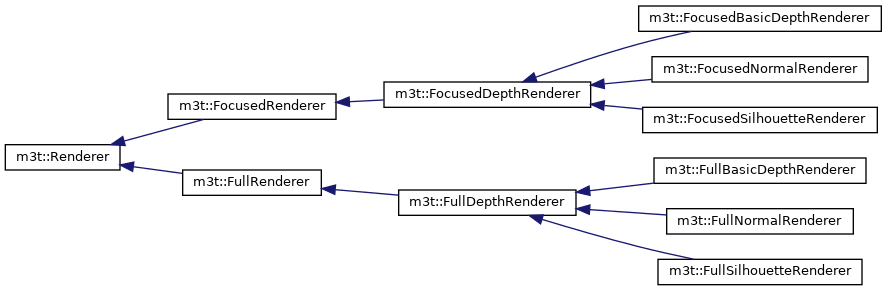 m3t::FocusedBasicDepthRenderer
m3t::FocusedNormalRenderer
m3t::FocusedDepthRenderer
m3t::FocusedRenderer
m3t::FocusedSilhouetteRenderer
m3t::Renderer
m3t::FullBasicDepthRenderer
m3t::FullRenderer
m3t::FullDepthRenderer
m3t::FullNormalRenderer
m3t::FullSilhouetteRenderer